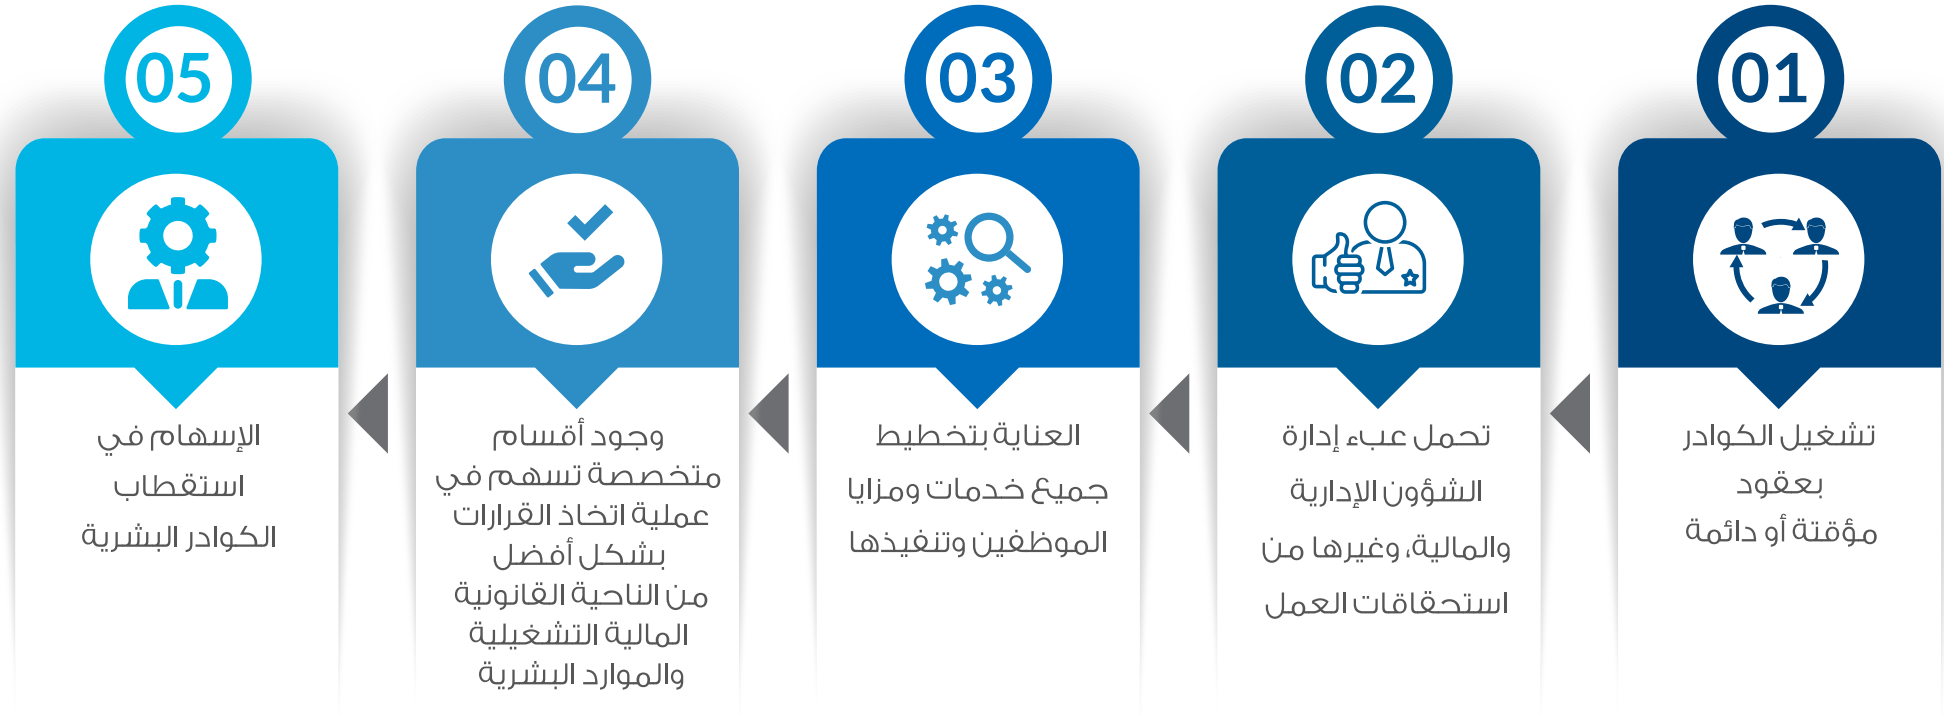 01
تشغيل الكوادر
بعقود
مؤقتة أو دائمة
02
تحمل عبء إدارة
الشؤون الإدارية
والمالية، وغيرها من
استحقاقات العمل
03
العناية بتخطيط
جميع خدمات ومزايا
الموظفين وتنفيذها
04
وجود أقسام
متخصصة تسهم في
عملية اتخاذ القرارات
بشكل أفضل
من الناحية القانونية
المالية التشغيلية
والموارد البشرية
05
الإسهام في
استقطاب
الكوادر البشرية